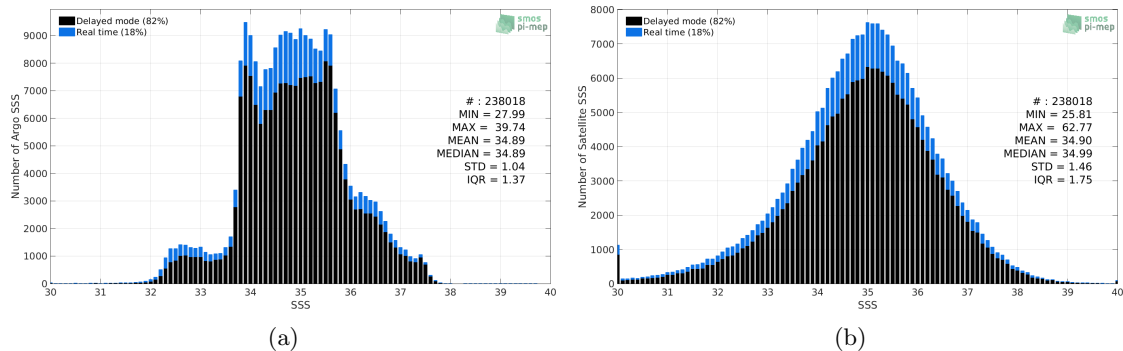 Delayed mode (82%)
Real time (18%)
smos
pi-mep
Number of Argo SSS
9000
8000
7000
6000
5000
4000
3000
2000
1000
0
# : 238018
MIN = 27.99
MAX = 39.74
MEAN = 34.89
MEDIAN = 34.89
STD = 1.04
IQR = 1.37
30 31 32 33 34 35 36 37 38 39 40
SSS
(a)
Delayed mode (82%)
Real time (18%)
smos
pi-mep
Number of Satellite SSS
8000
7000
6000
5000
4000
3000
2000
1000
0
# : 238018
MIN = 25.81
MAX = 62.77
MEAN = 34.90
MEDIAN = 34.99
STD = 1.46
IQR = 1.75
30 31 32 33 34 35 36 37 38 39 40
SSS
(b)